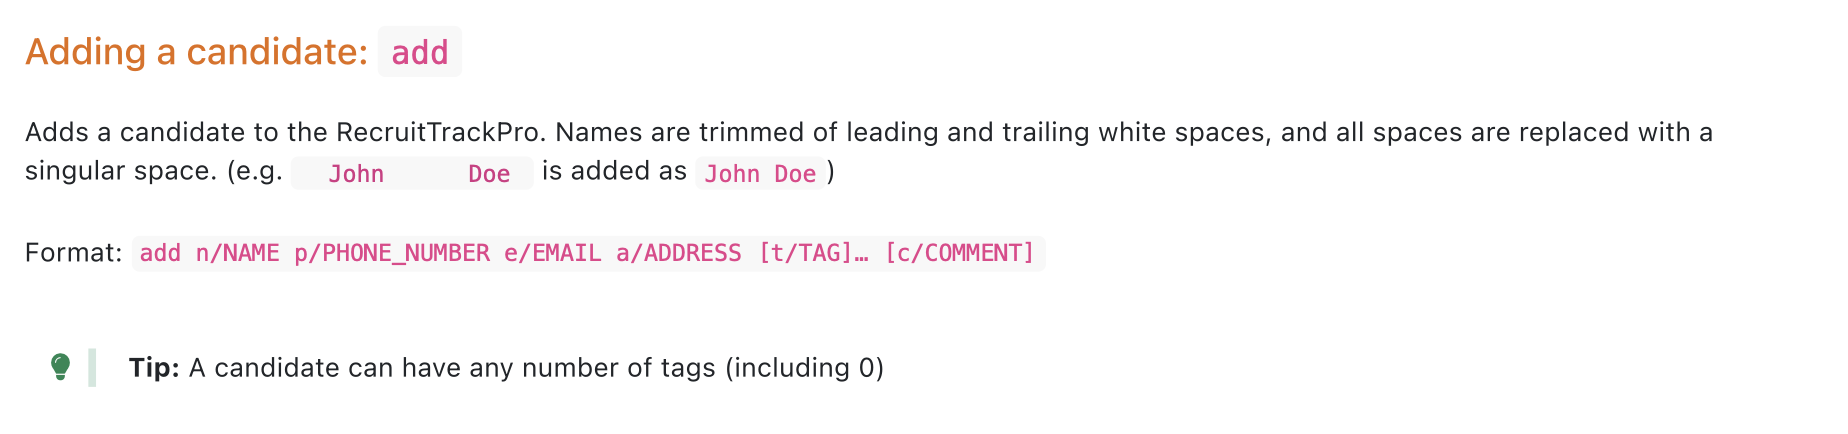 Adding a candidate: add
Adds a candidate to the RecruitTrackPro. Names are trimmed of leading and trailing white spaces, and all spaces are replaced with a
singular space. (e.g.   John      Doe  is added as John Doe)
Format: add n/NAME p/PHONE_NUMBER e/EMAIL a/ADDRESS [t/TAG]… [c/COMMENT]
Tip: A candidate can have any number of tags (including 0)